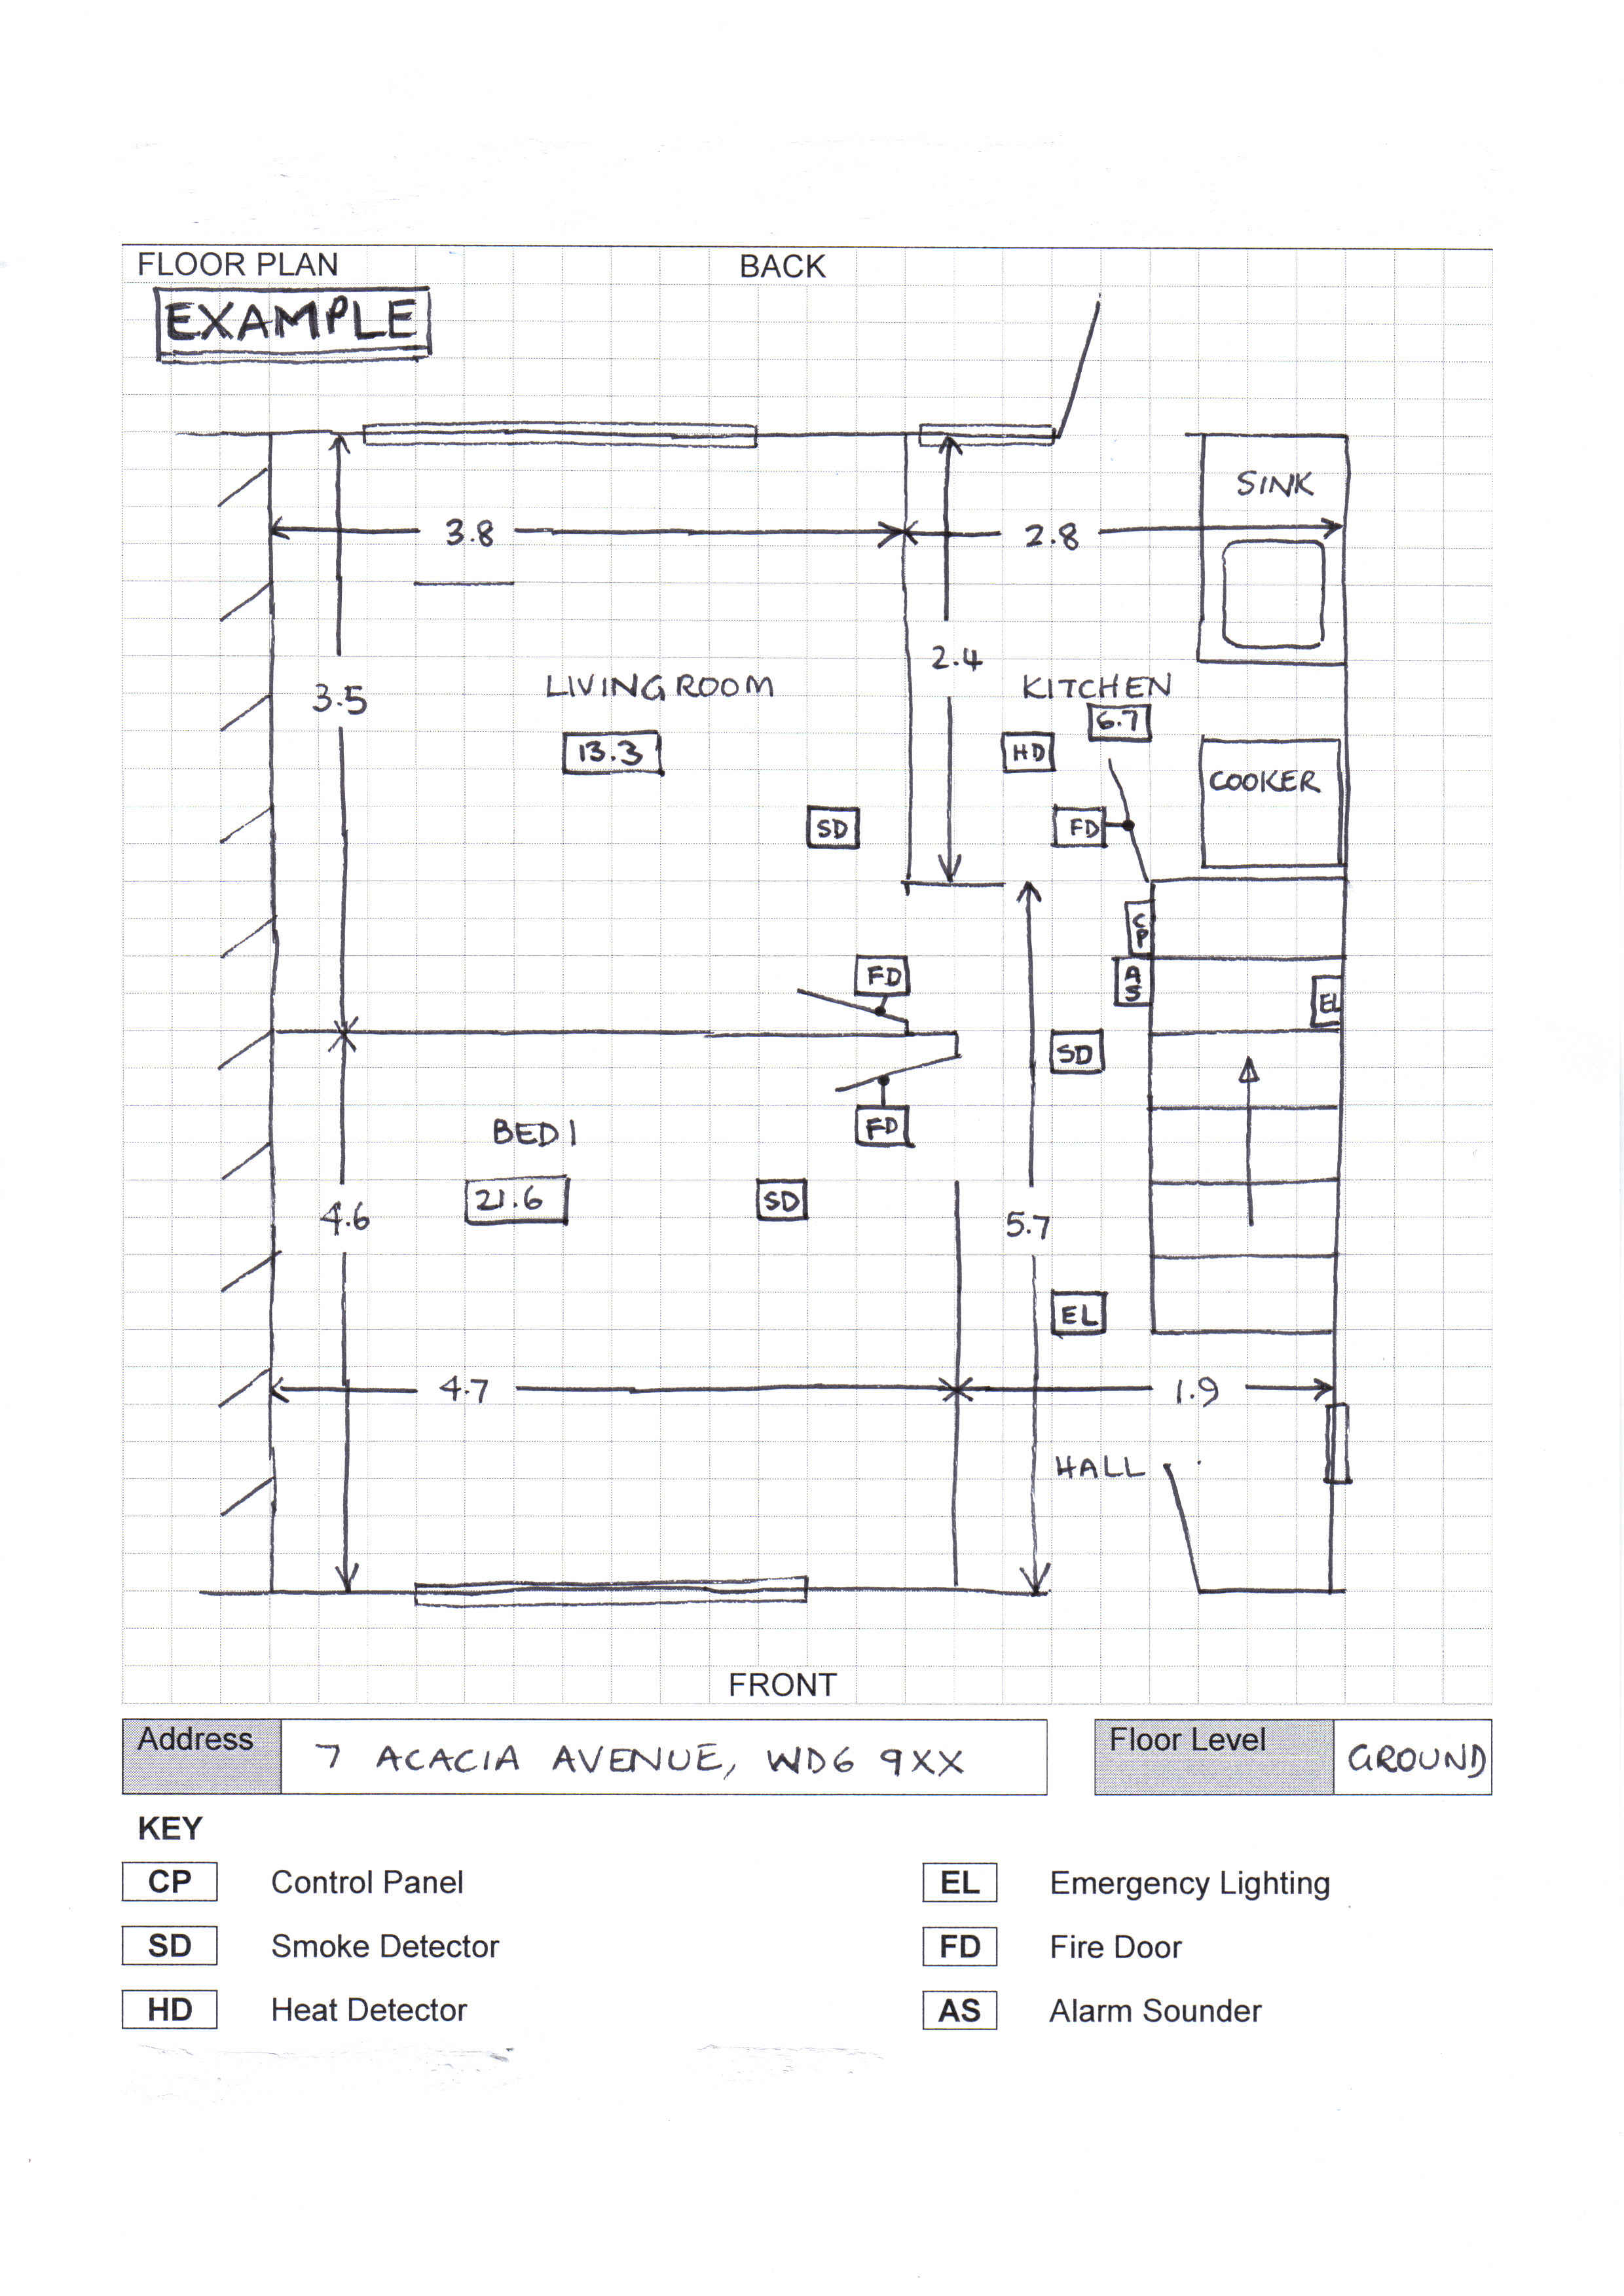 FLOOR PLAN
BACK
EXAMPLE
SINK
3.8
2.8
2.4
3.5
LIVINGROOM
KITCHEN
6.7
13.3
HD
COOKER
SD
FD
CP
FD
AS
EL
SD
FD
BED 1
21.6
SD
4.6
5.7
EL
4.7
1.9
HALL
FRONT
Address
7 ACACIA AVENUE, WD6 9XX
Floor Level
GROUND
KEY
CP Control Panel
EL Emergency Lighting
SD Smoke Detector
FD Fire Door
HD Heat Detector
AS Alarm Sounder